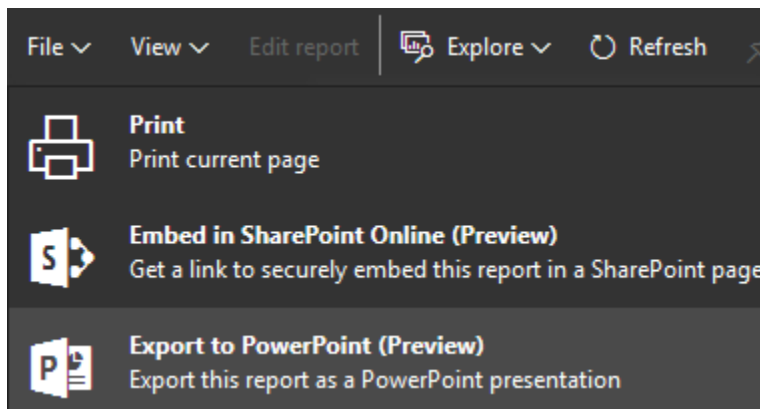 File View Edit report Explore Refresh
Print
Print current page
Embed in SharePoint Online (Preview)
S
Get a link to securely embed this report in a SharePoint page
Export to PowerPoint (Preview)
P
Export this report as a PowerPoint presentation